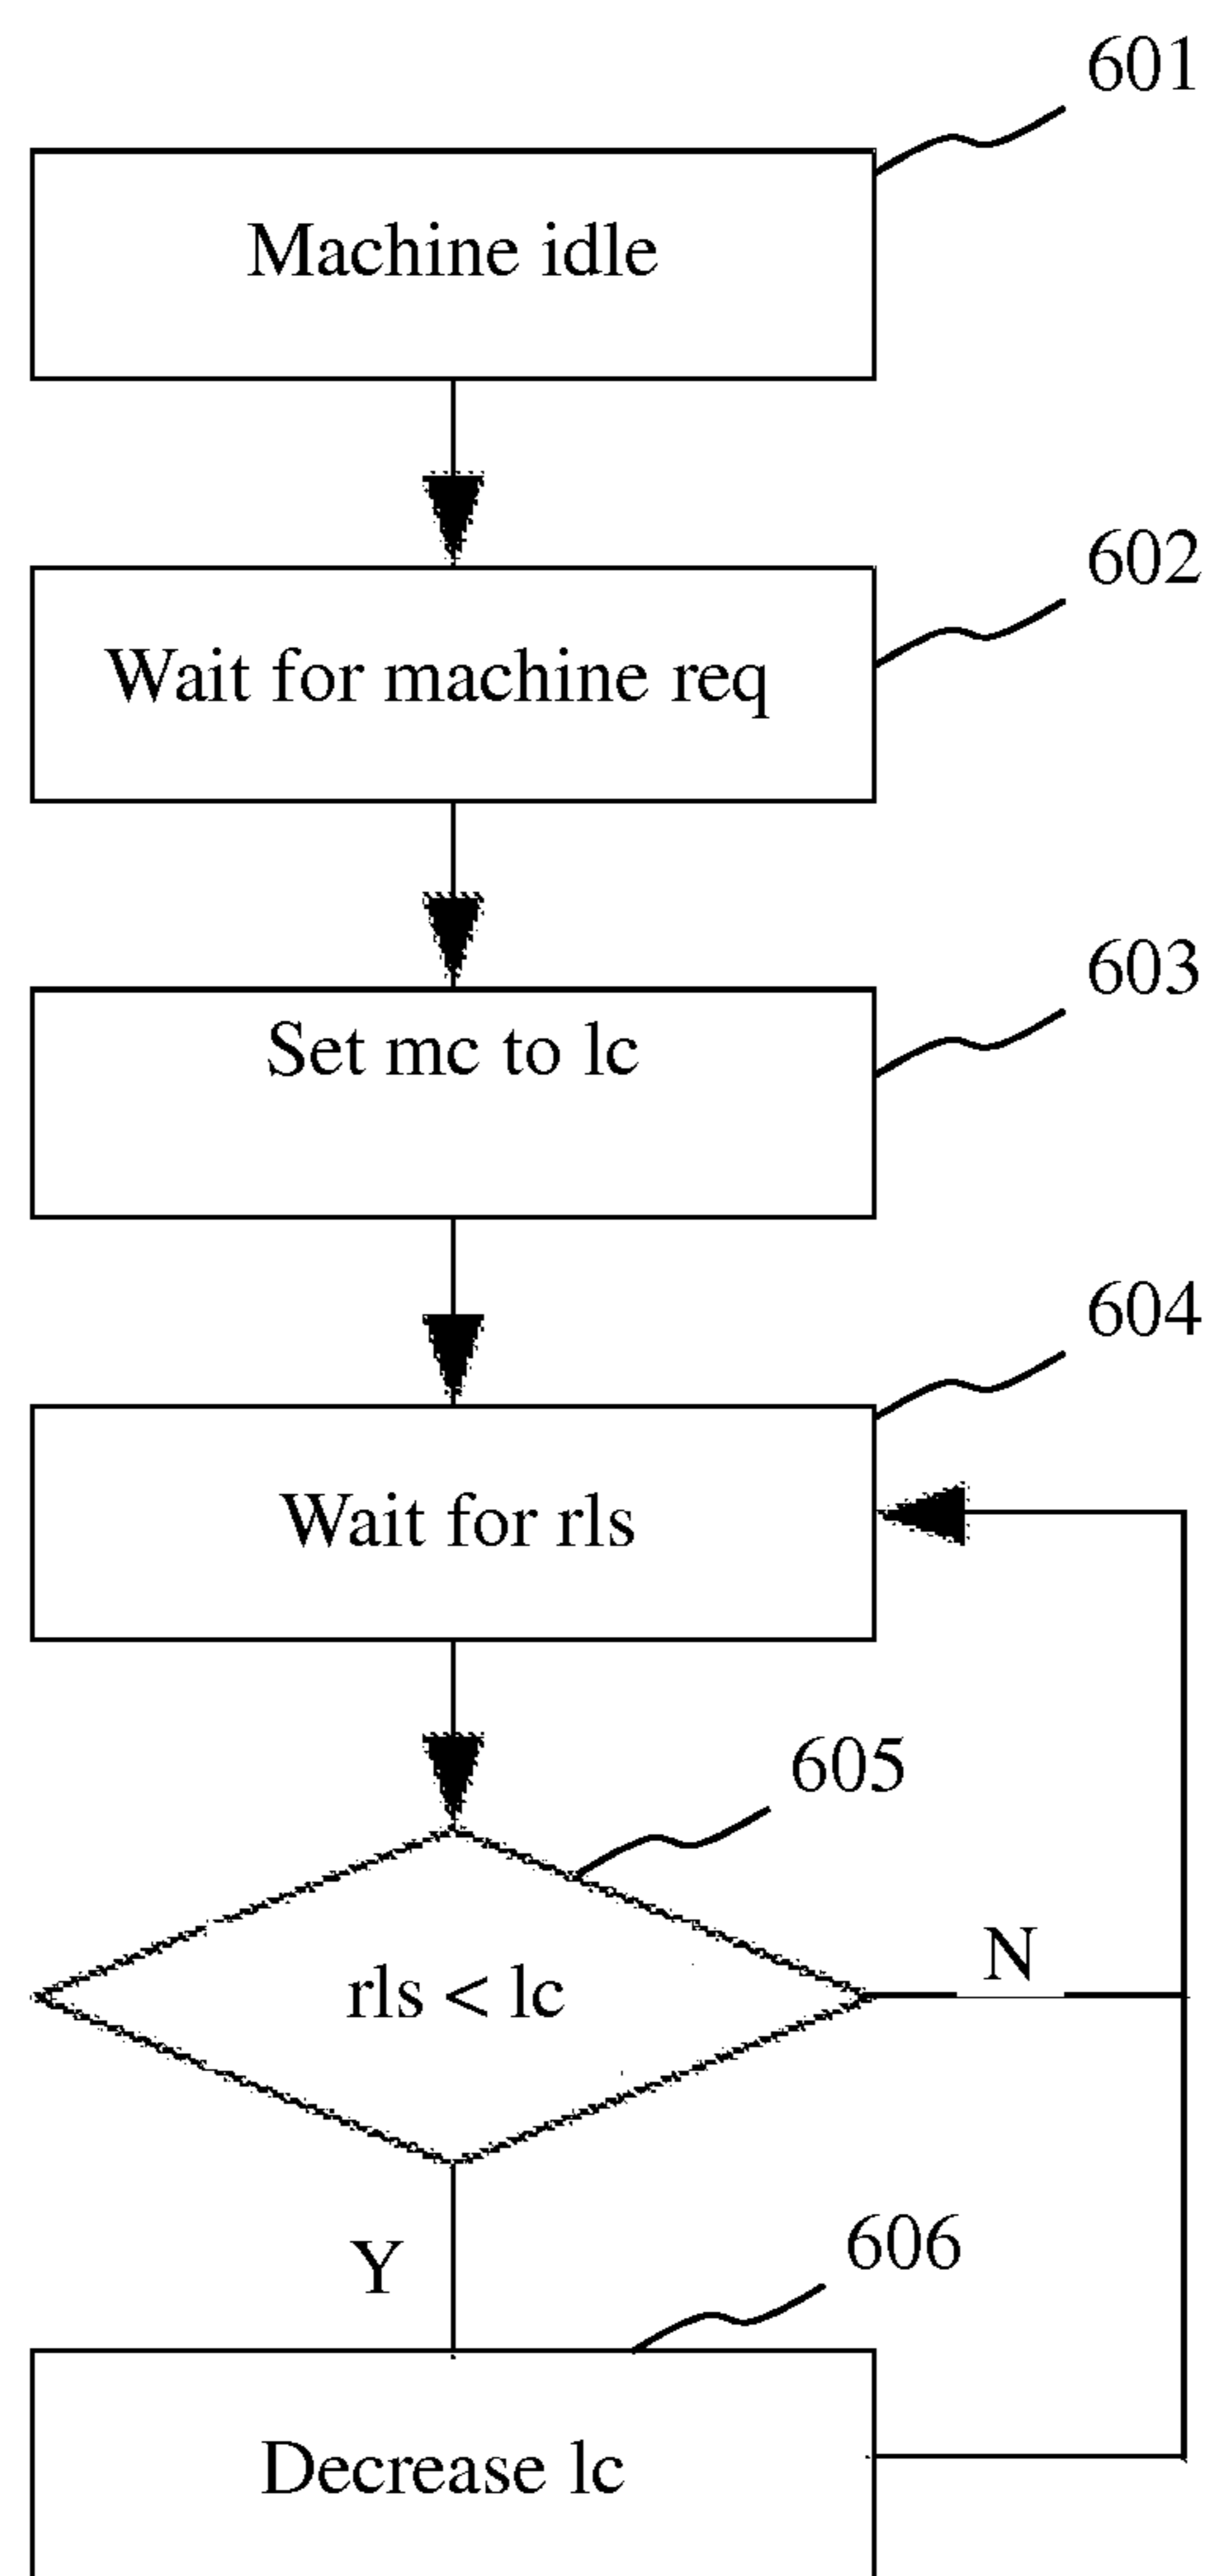 601
Machine idle
602
Wait for machine req
603
Set mc to lc
604
Wait for rls
605
rls < lc
N
Y
606
Decrease lc